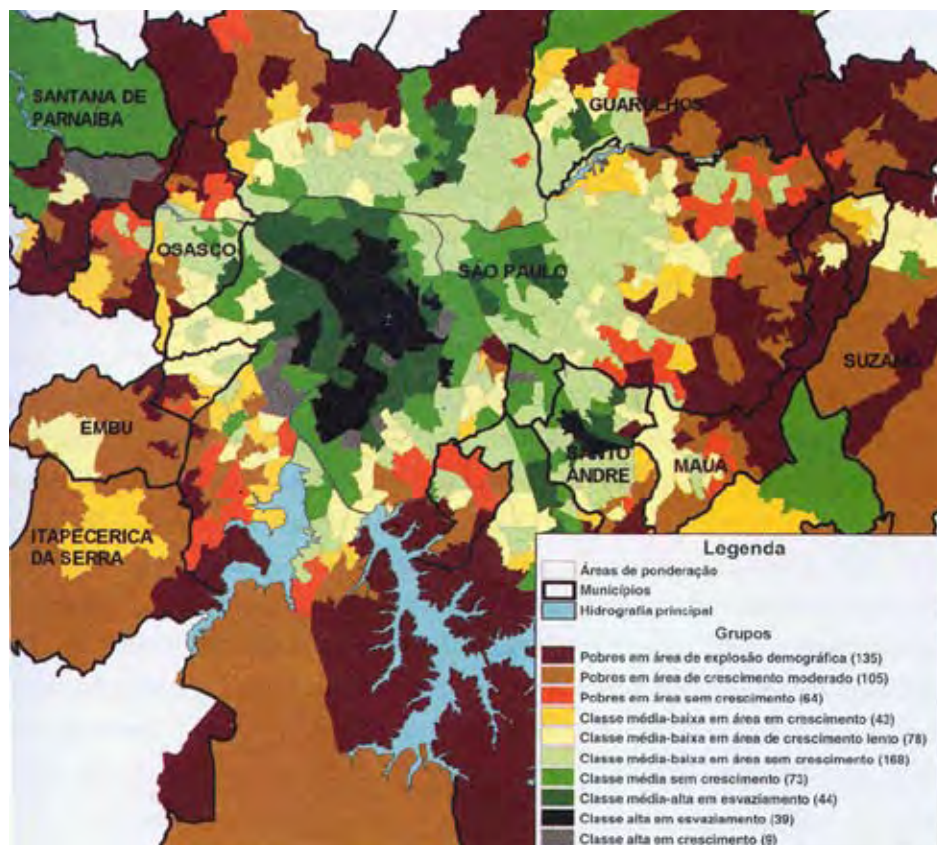 SANTANA DE
PARNAIBA
GUARULHOS
OSASCO
SÃO PAULO
SUZANO
EMBU
SANTO
ANDRE
MAUA
ITAPECERICA
DA SERRA
Legenda
Áreas de ponderação
Municípios
Hidrografia principal
Grupos
Pobres em área de explosão demográfica (135)
Pobres em área de crescimento moderado (105)
Pobres em área sem crescimento (64)
Classe média-baixa em área em crescimento (43)
Classe média-baixa em área de crescimento lento (78)
Classe média-baixa em área sem crescimento (168)
Classe média sem crescimento (73)
Classe média-alta em esvaziamento (44)
Classe alta em esvaziamento (39)
Classe alta em crescimento (9)